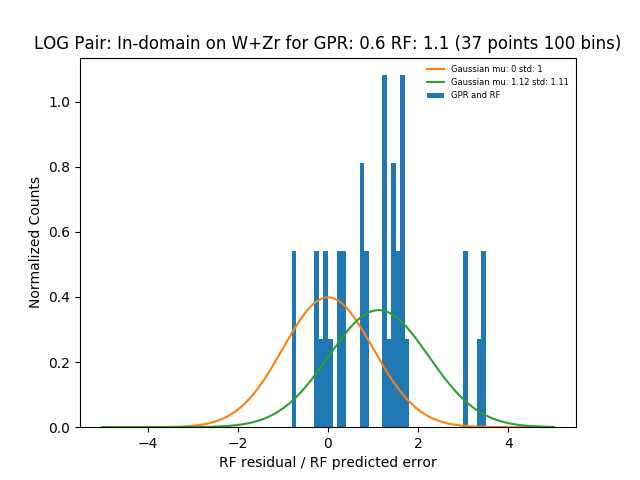 LOG Pair: In-domain on W+Zr for GPR: 0.6 RF: 1.1 (37 points 100 bins)
Gaussian mu: 0 std: 1
Gaussian mu: 1.12 std: 1.11
GPR and RF
1.0
0.8
0.6
0.4
0.2
0.0
Normalized Counts
−4 −2 0 2 4
RF residual / RF predicted error